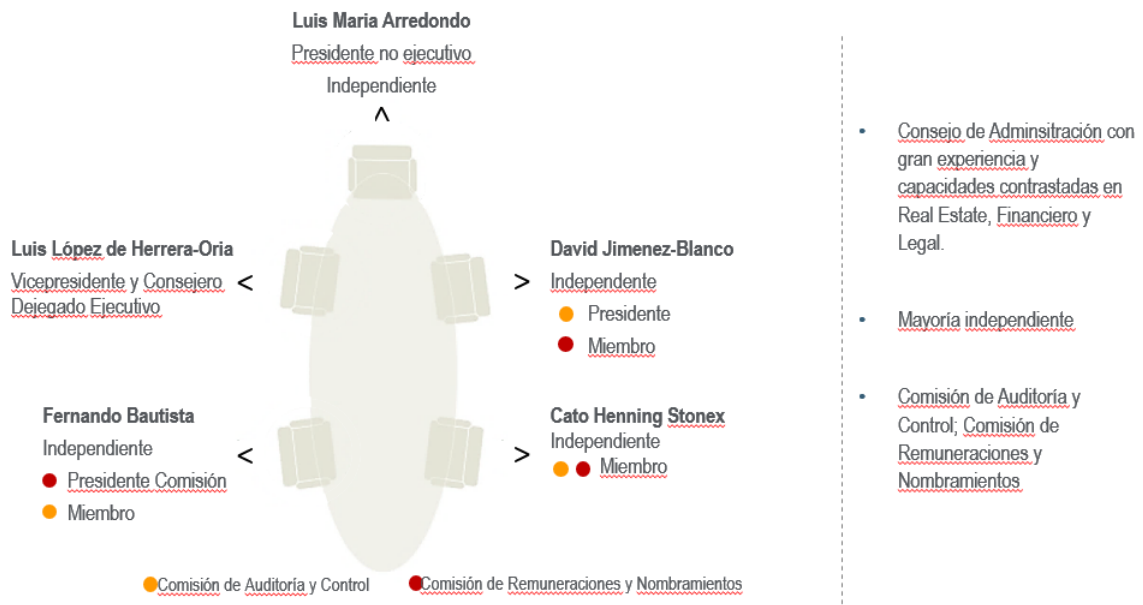 Luis Maria Arredondo
Presidente no ejecutivo
Independiente
Luis López de Herrera-Oria
Vicepresidente y Consejero
Dejegado Ejecutivo
David Jimenez-Blanco
Independente
Presidente
Miembro
Fernando Bautista
Independiente
Presidente Comisión
Miembro
Cato Henning Stonex
Independiente
Miembro
Comisión de Auditoría y Control
Comisión de Remuneraciones y Nombramientos
• Consejo de Adminsitración con
gran experiencia y
capacidades contrastadas en
Real Estate, Financiero y
Legal.
• Mayoría independiente
• Comisión de Auditoría y
Control; Comisión de
Remuneraciones y
Nombramientos